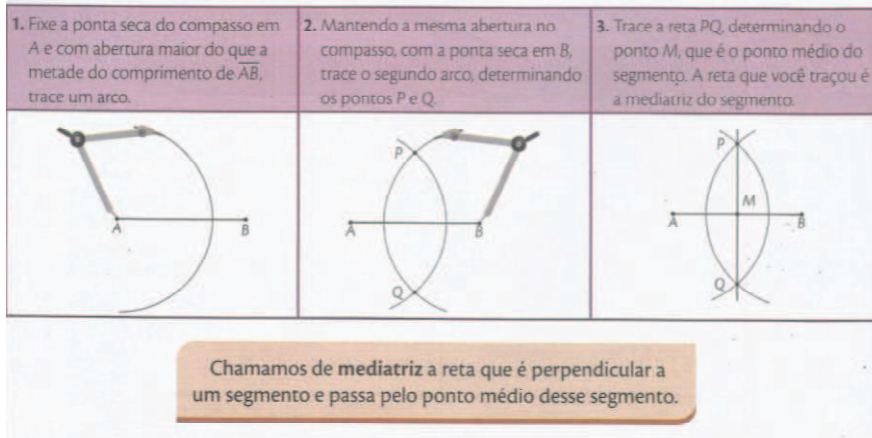 1. Fixe a ponta seca do compasso em
A e com abertura maior do que a
metade do comprimento de AB,
trace um arco.
2. Mantendo a mesma abertura no
compasso, com a ponta seca em B,
trace o segundo arco, determinando
os pontos P e Q.
3. Trace a reta PQ, determinando o
ponto M, que é o ponto médio do
segmento. A reta que você traçou é
a mediatriz do segmento.
A B
P
A B
Q
P
M
A B
Q
Chamamos de mediatriz a reta que é perpendicular a
um segmento e passa pelo ponto médio desse segmento.